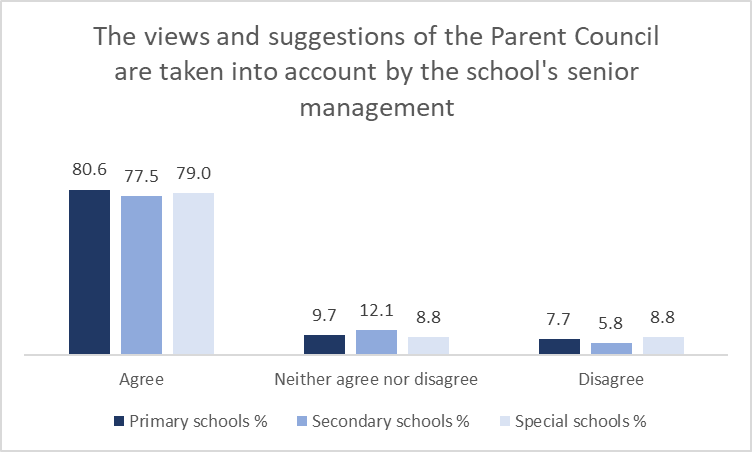 The views and suggestions of the Parent Council
are taken into account by the school's senior
management
80.6 77.5 79.0
9.7 12.1 8.8
7.7 5.8 8.8
Agree Neither agree nor disagree Disagree
Primary schools % Secondary schools % Special schools %